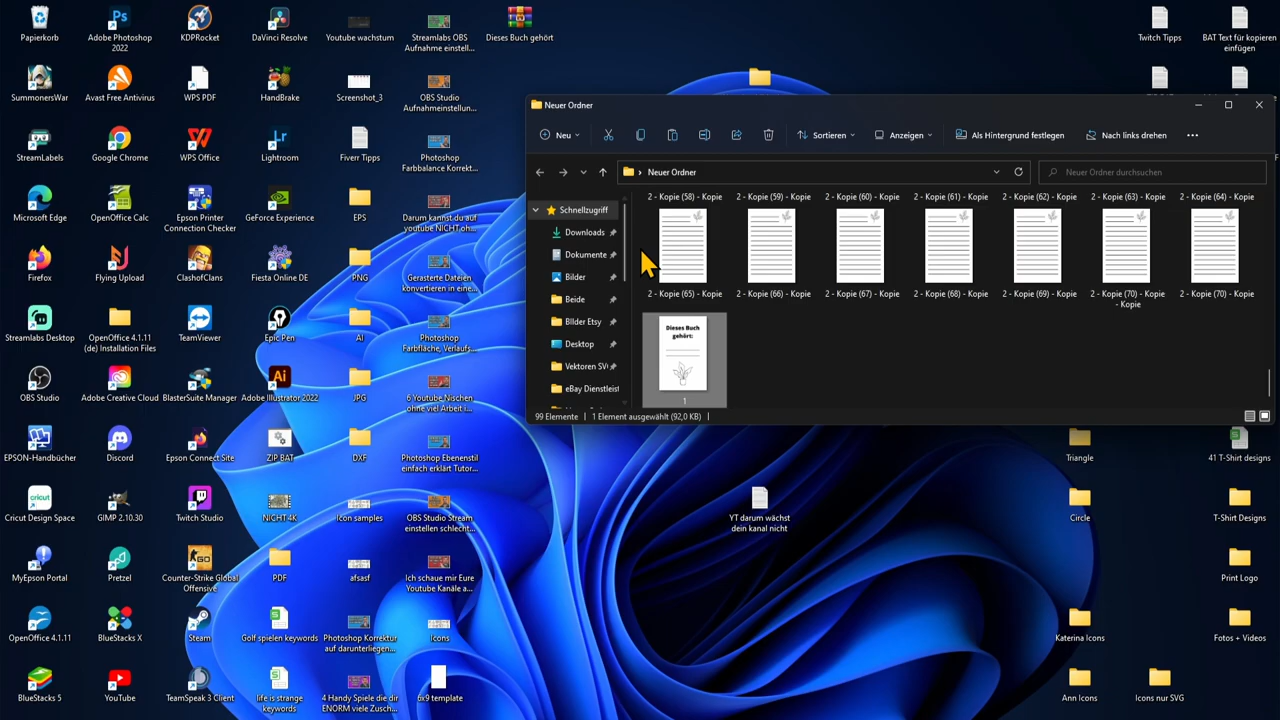 Papierkorb
Adobe Photoshop
2022
KDPRocket
DaVinci Resolve
Youtube wachstum
Streamlabs OBS
Aufnahme einstell...
Dieses Buch gehört
Twitch Tipps
BAT Text für kopieren
einfügen
SummonersWar
Avast Free Antivirus
WPS PDF
HandBrake
Screenshot_3
OBS Studio
Aufnahmeinstellun...
StreamLabels
Google Chrome
WPS Office
Lightroom
Fiverr Tipps
Photoshop
Farbbalance Korrekt...
Microsoft Edge
OpenOffice Calc
Epson Printer
Connection Checker
GeForce Experience
EPS
Darum kannst du auf
youtube NICHT oh...
Firefox
Flying Upload
ClashofClans
Fiesta Online DE
PNG
Gerasterte Dateien
konvertieren in eine...
Streamlabs Desktop
OpenOffice 4.1.11
(de) Installation Files
TeamViewer
Epic Pen
AI
Photoshop
Farbfläche, Verlaufs...
OBS Studio
Adobe Creative Cloud
BlasterSuite Manager
Adobe Illustrator 2022
JPG
6 Youtube Nischen
ohne viel Arbeit i...
EPSON-Handbücher
Discord
Epson Connect Site
ZIP BAT
DXF
Photoshop Ebenenstil
einfach erklärt Tutor...
Cricut Design Space
GIMP 2.10.30
Twitch Studio
NICHT 4K
Icon samples
OBS Studio Stream
einstellen schlecht...
MyEpson Portal
Pretzel
Counter-Strike Global
Offensive
PDF
afsasf
Ich schaue mir Eure
Youtube Kanäle a...
OpenOffice 4.1.11
BlueStacks X
Steam
Golf spielen keywords
Photoshop Korrektur
auf darunterliegen...
Icons
BlueStacks 5
YouTube
TeamSpeak 3 Client
life is strange
keywords
4 Handy Spiele die dir
ENORM viele Zusch...
6x9 template
Neuer Ordner
Neu
Sortieren
Anzeigen
Als Hintergrund festlegen
Nach links drehen
Neuer Ordner
Neuer Ordner durchsuchen
Schnellzugriff
Downloads
Dokumente
Bilder
Beide
BIlder Etsy
Desktop
Vektoren SV
eBay Dienstleist
2 - Kopie (58) - Kopie
2 - Kopie (59) - Kopie
2 - Kopie (60) - Kopie
2 - Kopie (61) - Kopie
2 - Kopie (62) - Kopie
2 - Kopie (63) - Kopie
2 - Kopie (64) - Kopie
2 - Kopie (65) - Kopie
2 - Kopie (66) - Kopie
2 - Kopie (67) - Kopie
2 - Kopie (68) - Kopie
2 - Kopie (69) - Kopie
2 - Kopie (70) - Kopie
- Kopie
2 - Kopie (70) - Kopie
Dieses Buch
gehört:
1
99 Elemente
1 Element ausgewählt (92,0 KB)
Triangle
41 T-Shirt designs
YT darum wächst
dein kanal nicht
Circle
T-Shirt Designs
Print Logo
Katerina Icons
Fotos + Videos
Ann Icons
Icons nur SVG